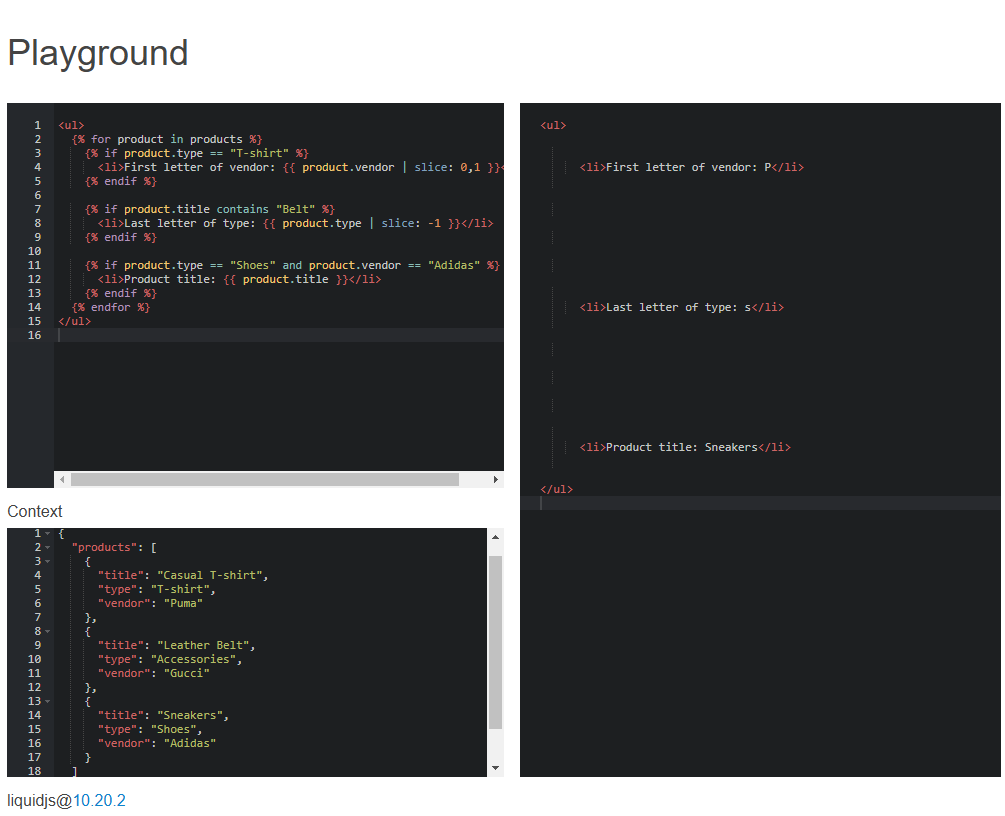 Playground
1 <ul>
2 {% for product in products %}
3 {% if product.type == "T-shirt" %}
4 <li>First letter of vendor: {{ product.vendor | slice: 0,1 }}<
5 {% endif %}
6
7 {% if product.title contains "Belt" %}
8 <li>Last letter of type: {{ product.type | slice: -1 }}</li>
9 {% endif %}
10
11 {% if product.type == "Shoes" and product.vendor == "Adidas" %}
12 <li>Product title: {{ product.title }}</li>
13 {% endif %}
14 {% endfor %}
15 </ul>
16
<ul>
<li>First letter of vendor: P</li>
<li>Last letter of type: s</li>
<li>Product title: Sneakers</li>
</ul>
Context
1 {
2 "products": [
3 {
4 "title": "Casual T-shirt",
5 "type": "T-shirt",
6 "vendor": "Puma"
7 },
8 {
9 "title": "Leather Belt",
10 "type": "Accessories",
11 "vendor": "Gucci"
12 },
13 {
14 "title": "Sneakers",
15 "type": "Shoes",
16 "vendor": "Adidas"
17 }
18 ]
liquidjs@10.20.2